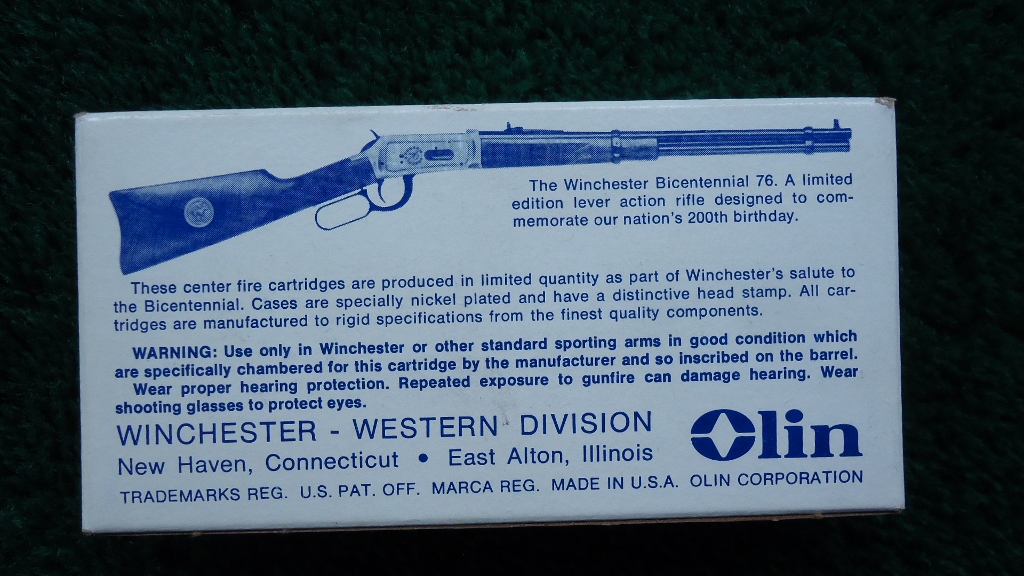 The Winchester Bicentennial 76. A limited
edition lever action rifle designed to com-
memorate our nation's 200th birthday.
These center fire cartridges are produced in limited quantity as part of Winchester's salute to
the Bicentennial. Cases are specially nickel plated and have a distinctive head stamp. All car-
tridges are manufactured to rigid specifications from the finest quality components.
WARNING: Use only in Winchester or other standard sporting arms in good condition which
are specifically chambered for this cartridge by the manufacturer and so inscribed on the barrel.
Wear proper hearing protection. Repeated exposure to gunfire can damage hearing. Wear
shooting glasses to protect eyes.
WINCHESTER - WESTERN DIVISION
New Haven, Connecticut • East Alton, Illinois
Olin
TRADEMARKS REG. U.S. PAT. OFF. MARCA REG. MADE IN U.S.A. OLIN CORPORATION